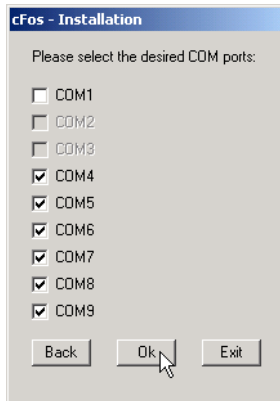 cFos - Installation
Please select the desired COM ports:
COM1
COM2
COM3
COM4
COM5
COM6
COM7
COM8
COM9
Back Ok Exit